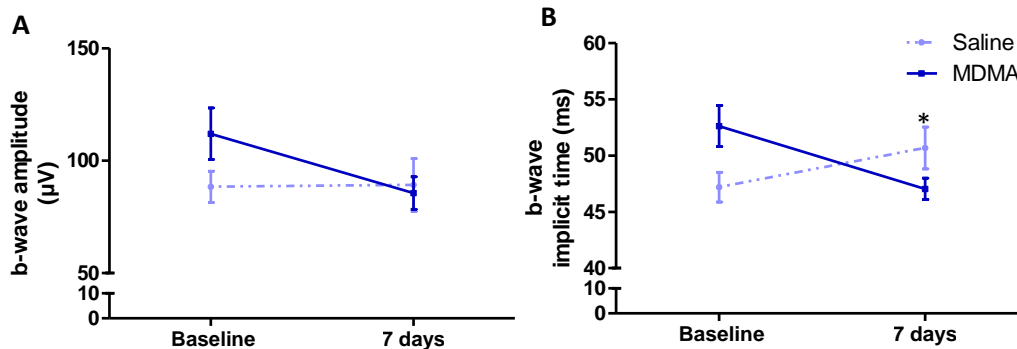 A
b-wave amplitude
(µV)
150
100
50
10
0
Baseline
7 days
B
b-wave
implicit time (ms)
60
55
50
45
40
10
0
Baseline
7 days
*
Saline
MDMA